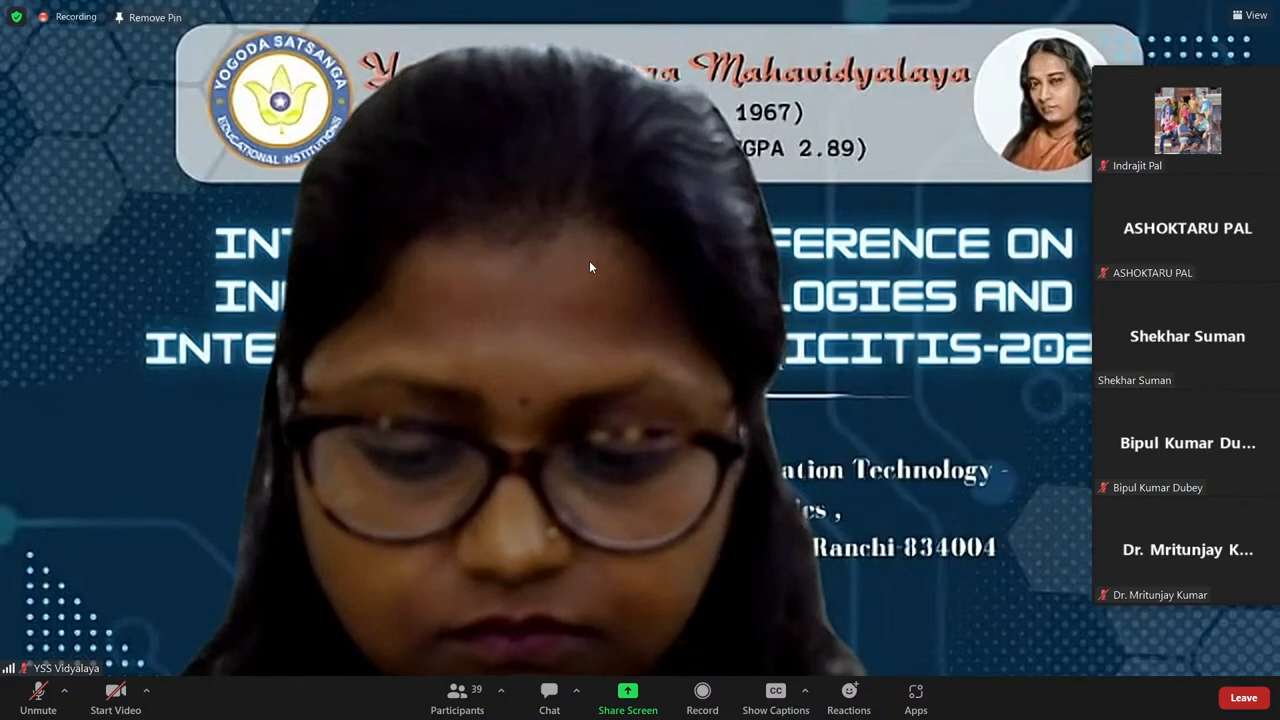 Recording
Remove Pin
View
YOGODA SATSANGA
EDUCATIONAL INSTITUTIONS
Mahavidyalaya
1967)
GPA 2.89)
FERENCE ON
LOGIES AND
ICITIS-202
ation Technology -
Ranchi-834004
Indrajit Pal
ASHOKTARU PAL
ASHOKTARU PAL
Shekhar Suman
Shekhar Suman
Bipul Kumar Du...
Bipul Kumar Dubey
Dr. Mritunjay K...
Dr. Mritunjay Kumar
YSS Vidyalaya
Unmute
Start Video
Participants
39
Chat
Share Screen
Record
CC
Show Captions
Reactions
Apps
Leave